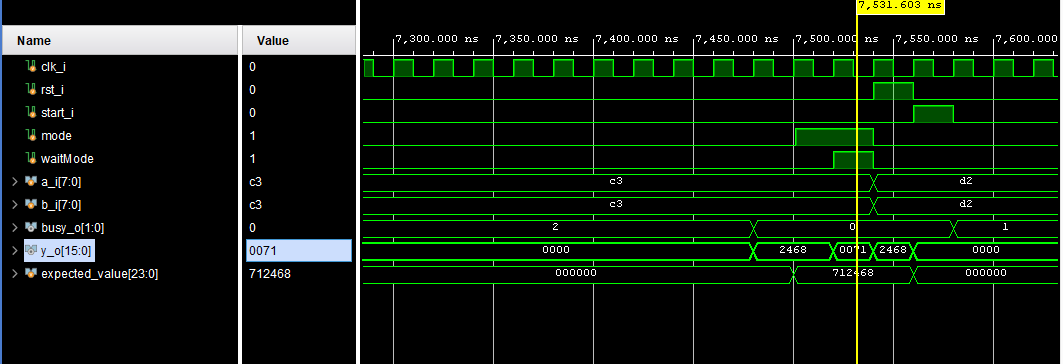 7,531.603 ns
Name Value 7,300.000 ns 7,350.000 ns 7,400.000 ns 7,450.000 ns 7,500.000 ns 7,550.000 ns 7,600.000 ns
clk_i 0
rst_i 0
start_i 0
mode 1
waitMode 1
a_i[7:0] c3 c3 d2
b_i[7:0] c3 c3 d2
busy_o[1:0] 0 2 0 1
y_o[15:0] 0071 0000 2468 0071 2468 0000
expected_value[23:0] 712468 000000 712468 000000